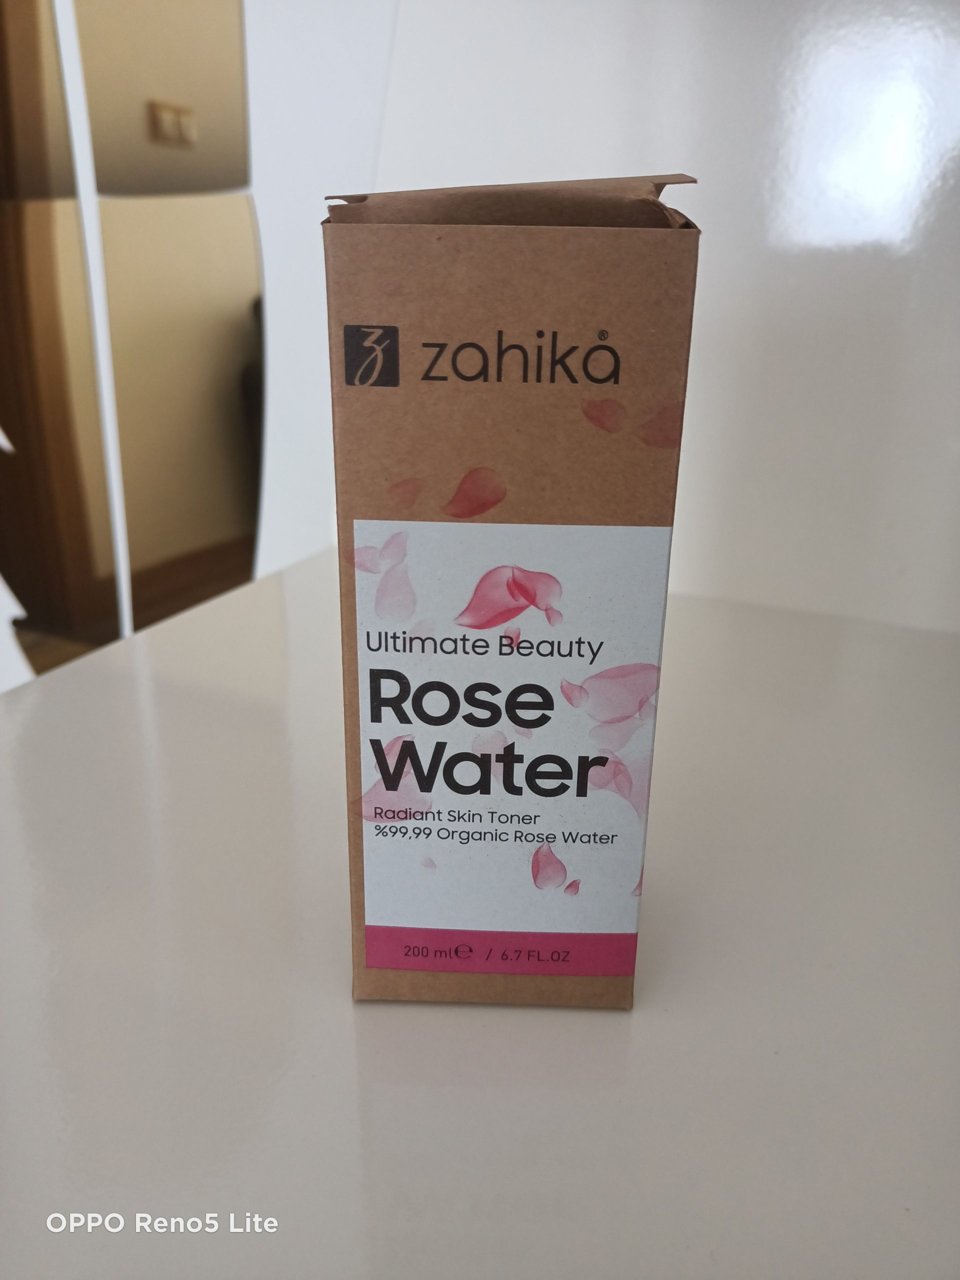 zahika®
Ultimate Beauty
Rose
Water
Radiant Skin Toner
%99,99 Organic Rose Water
200 ml℮ / 6.7 FL.OZ
OPPO Reno5 Lite